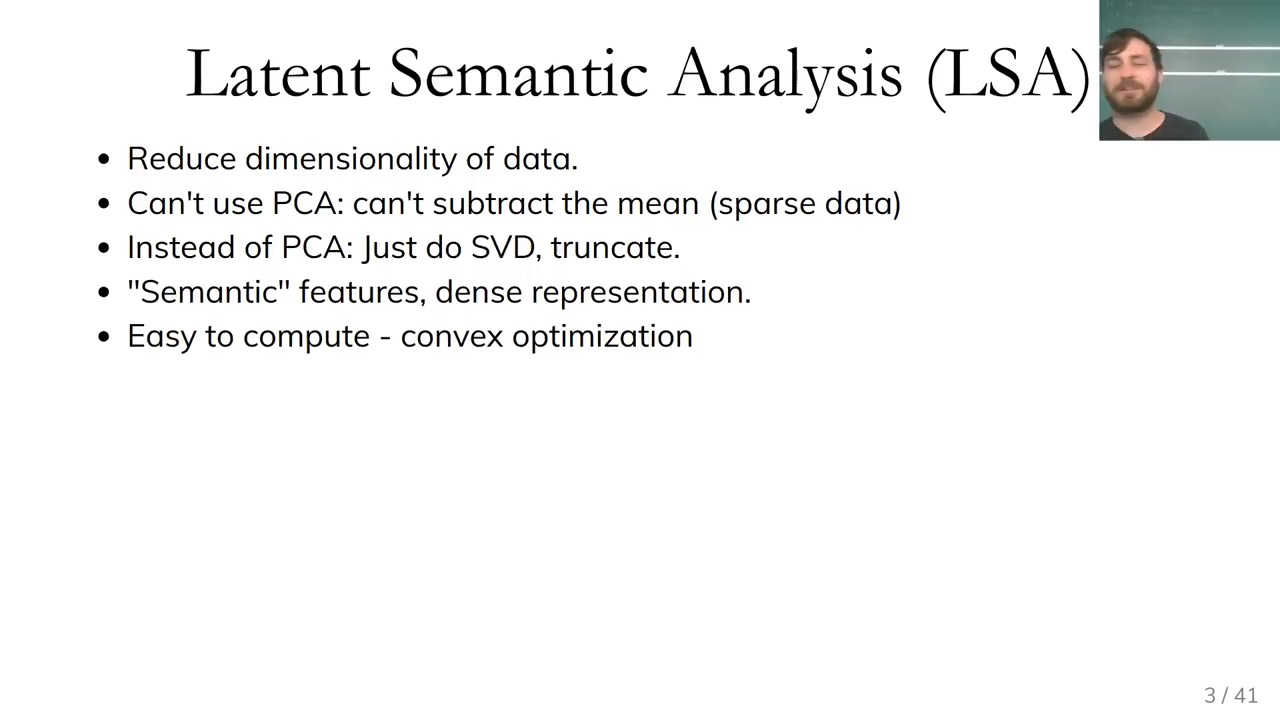 Latent Semantic Analysis (LSA)
Reduce dimensionality of data.
Can't use PCA: can't subtract the mean (sparse data)
Instead of PCA: Just do SVD, truncate.
"Semantic" features, dense representation.
Easy to compute - convex optimization
3 / 41